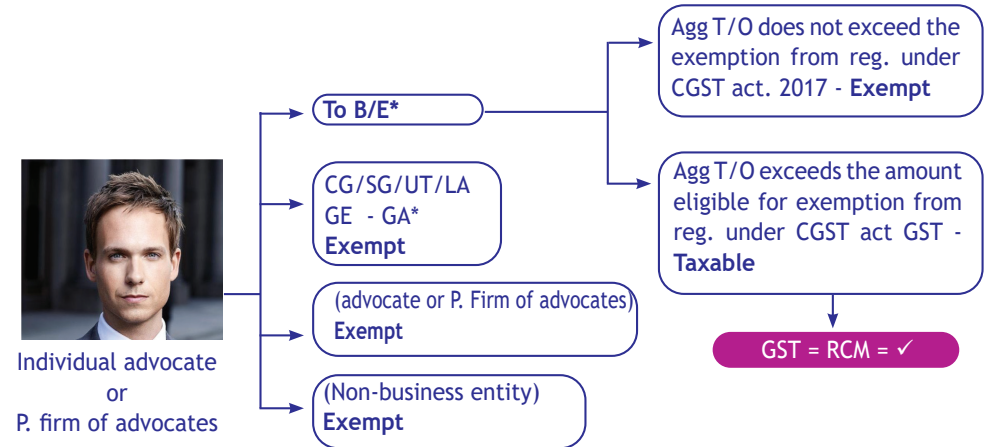 Individual advocate
or
P. firm of advocates
To B/E*
CG/SG/UT/LA
GE - GA*
Exempt
(advocate or P. Firm of advocates)
Exempt
(Non-business entity)
Exempt
Agg T/O does not exceed the
exemption from reg. under
CGST act. 2017 - Exempt
Agg T/O exceeds the amount
eligible for exemption from
reg. under CGST act GST -
Taxable
GST = RCM = ✓